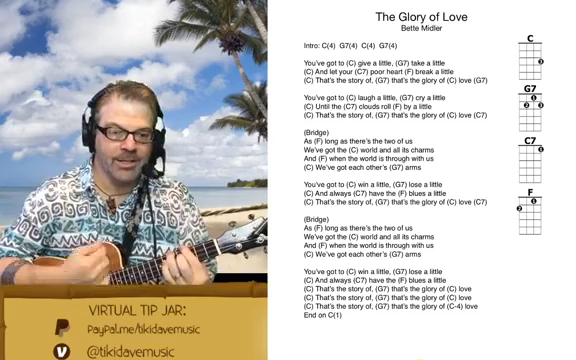 The Glory of Love
Bette Midler
Intro: C(4) G7(4) C(4) G7(4)
You've got to (C) give a little, (G7) take a little
(C) And let your (C7) poor heart (F) break a little
(C) That's the story of, (G7) that's the glory of (C) love (G7)
You've got to (C) laugh a little, (G7) cry a little
(C) Until the (C7) clouds roll (F) by a little
(C) That's the story of, (G7) that's the glory of (C) love (C7)
(Bridge)
As (F) long as there's the two of us
We've got the (C) world and all its charms
And (F) when the world is through with us
(C) We've got each other's (G7) arms
You've got to (C) win a little, (G7) lose a little
(C) And always (C7) have the (F) blues a little
(C) That's the story of, (G7) that's the glory of (C) love (C7)
(Bridge)
As (F) long as there's the two of us
We've got the (C) world and all its charms
And (F) when the world is through with us
(C) We've got each other's (G7) arms
You've got to (C) win a little, (G7) lose a little
(C) And always (C7) have the (F) blues a little
(C) That's the story of, (G7) that's the glory of (C) love
(C) That's the story of, (G7) that's the glory of (C) love
(C) That's the story of, (G7) that's the glory of (C-4) love
End on C(1)
C
3
G7
1
2 3
C7
1
F
1
2
VIRTUAL TIP JAR:
PayPal.me/tikidavemusic
@tikidavemusic